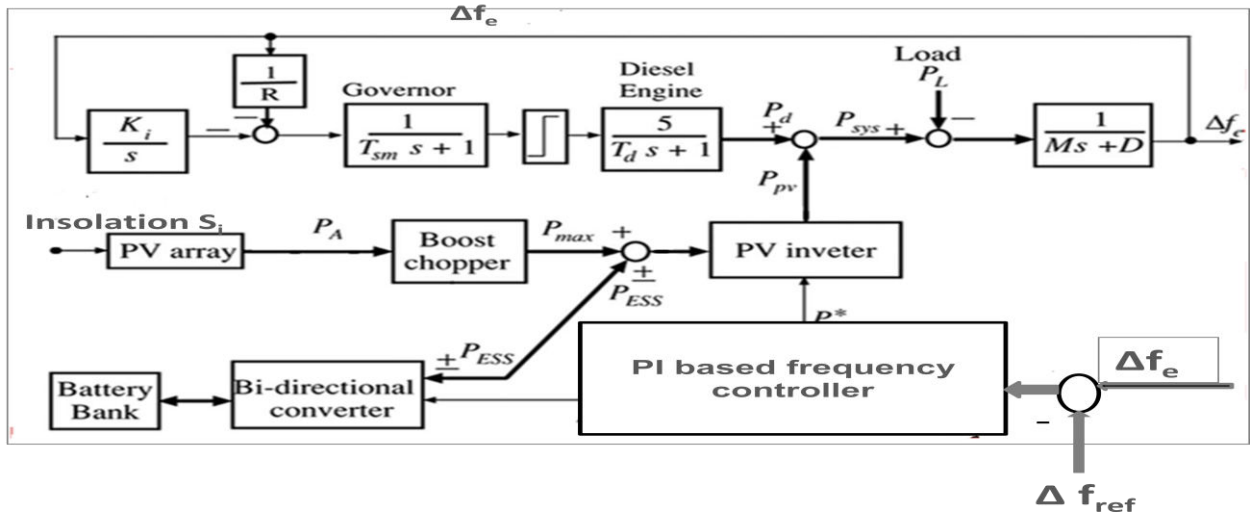 Δfe
1
R
Ki
s
Governor
1
Tsm s + 1
Diesel
Engine
5
Td s + 1
Pd
+
Psys +
Load
PL
1
Ms +D
Δfe
− −
−
Ppv
Insolation Si
PV array
PA
Boost
chopper
Pmax +
±
PESS
PV inveter
P*
PI based frequency
controller
Δfe
−
Δ fref
± PESS
Battery
Bank
Bi-directional
converter